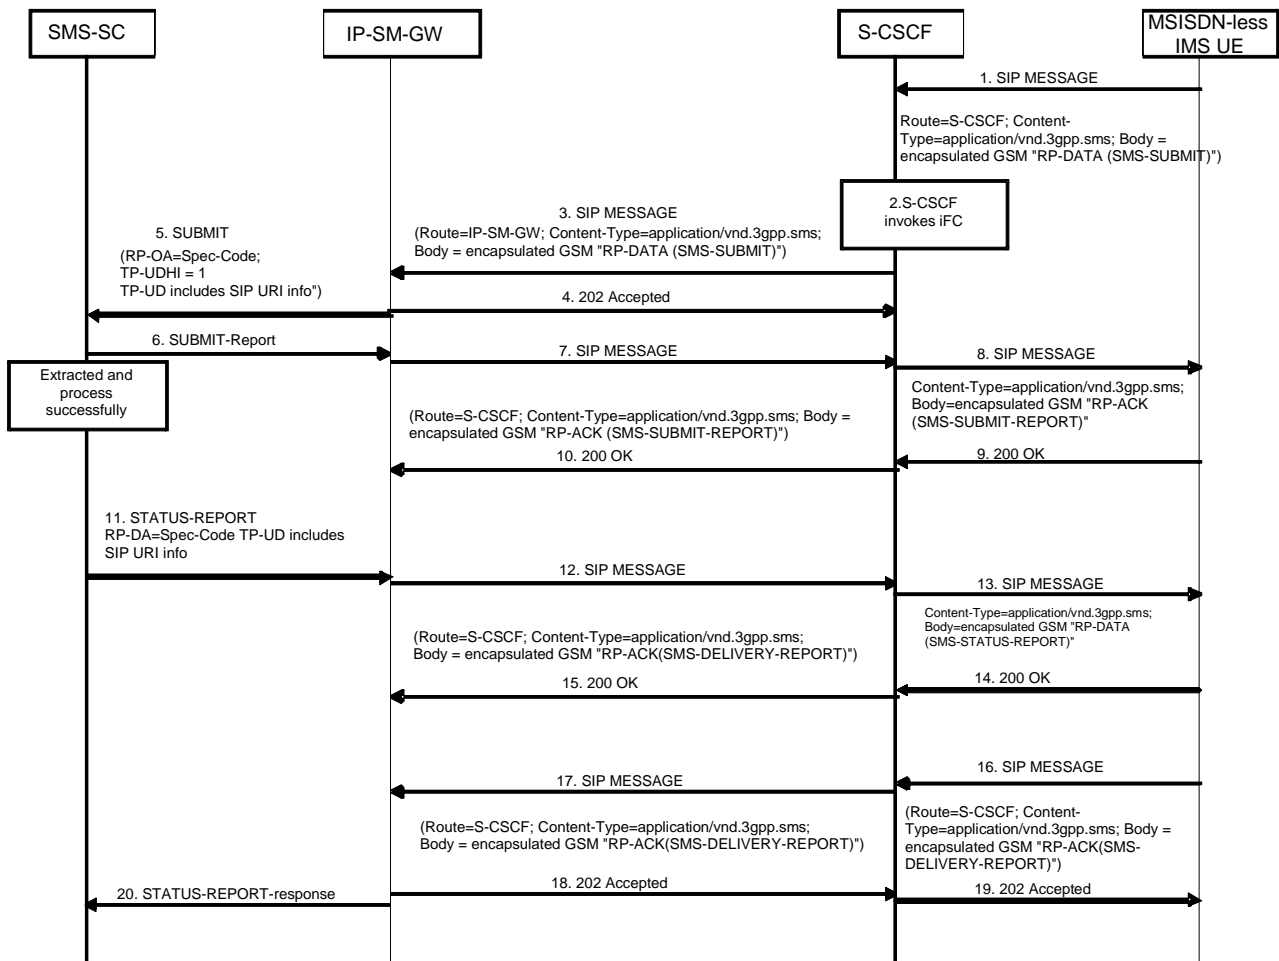 SMS-SC
IP-SM-GW
S-CSCF
MSISDN-less
IMS UE
1. SIP MESSAGE
Route=S-CSCF; Content-
Type=application/vnd.3gpp.sms; Body =
encapsulated GSM "RP-DATA (SMS-SUBMIT)")
2.S-CSCF
invokes iFC
3. SIP MESSAGE
(Route=IP-SM-GW; Content-Type=application/vnd.3gpp.sms;
Body = encapsulated GSM "RP-DATA (SMS-SUBMIT)")
4. 202 Accepted
5. SUBMIT
(RP-OA=Spec-Code;
TP-UDHI = 1
TP-UD includes SIP URI info")
6. SUBMIT-Report
Extracted and
process
successfully
7. SIP MESSAGE
8. SIP MESSAGE
Content-Type=application/vnd.3gpp.sms;
Body=encapsulated GSM "RP-ACK
(SMS-SUBMIT-REPORT)"
(Route=S-CSCF; Content-Type=application/vnd.3gpp.sms; Body =
encapsulated GSM "RP-ACK (SMS-SUBMIT-REPORT)")
9. 200 OK
10. 200 OK
11. STATUS-REPORT
RP-DA=Spec-Code TP-UD includes
SIP URI info
12. SIP MESSAGE
13. SIP MESSAGE
Content-Type=application/vnd.3gpp.sms;
Body=encapsulated GSM "RP-DATA
(SMS-STATUS-REPORT)"
(Route=S-CSCF; Content-Type=application/vnd.3gpp.sms;
Body = encapsulated GSM "RP-ACK(SMS-DELIVERY-REPORT)")
14. 200 OK
15. 200 OK
16. SIP MESSAGE
17. SIP MESSAGE
(Route=S-CSCF; Content-
Type=application/vnd.3gpp.sms; Body =
encapsulated GSM "RP-ACK(SMS-
DELIVERY-REPORT)")
(Route=S-CSCF; Content-Type=application/vnd.3gpp.sms;
Body = encapsulated GSM "RP-ACK(SMS-DELIVERY-REPORT)")
18. 202 Accepted
19. 202 Accepted
20. STATUS-REPORT-response